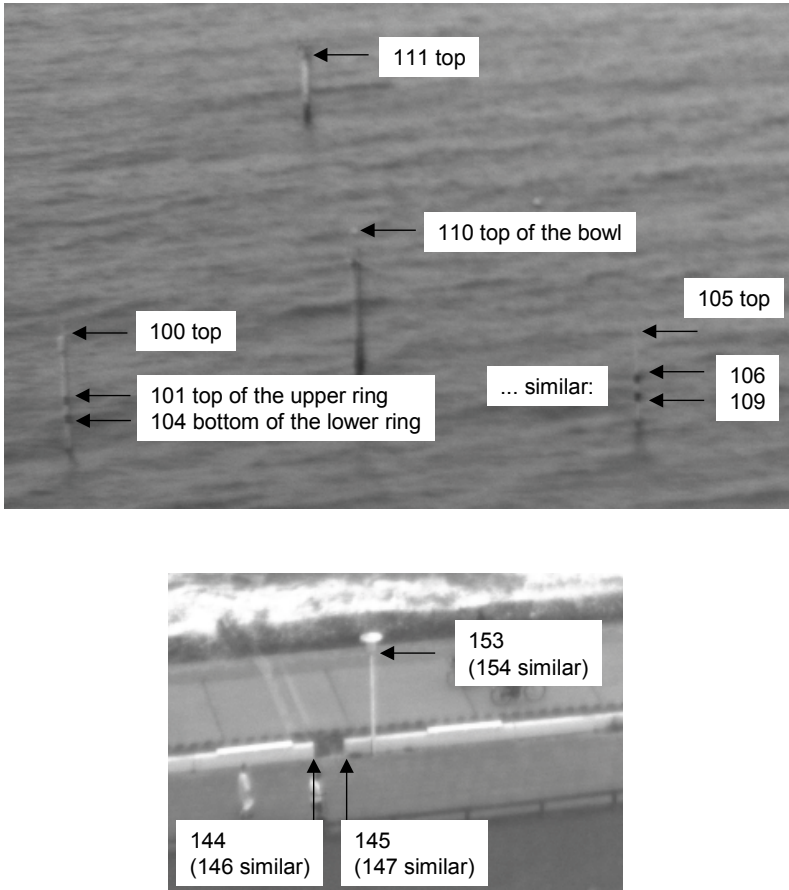 111 top
110 top of the bowl
105 top
100 top
... similar:
106
109
101 top of the upper ring
104 bottom of the lower ring
153
(154 similar)
144
(146 similar)
145
(147 similar)